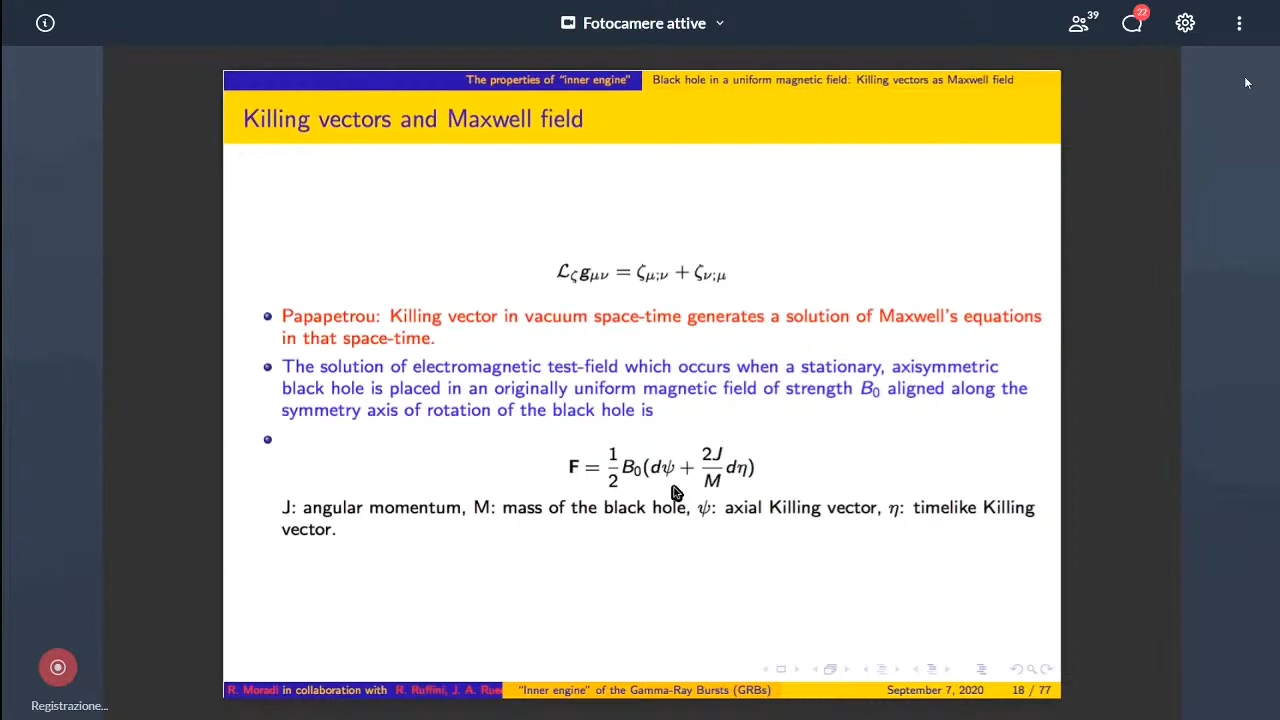 Fotocamere attive
39
22
The properties of “inner engine”
Black hole in a uniform magnetic field: Killing vectors as Maxwell field
Killing vectors and Maxwell field
ℒ_ζ g_μν = ζ_μ;ν + ζ_ν;μ
Papapetrou: Killing vector in vacuum space-time generates a solution of Maxwell's equations
in that space-time.
The solution of electromagnetic test-field which occurs when a stationary, axisymmetric
black hole is placed in an originally uniform magnetic field of strength B₀ aligned along the
symmetry axis of rotation of the black hole is
F = 1/2 B₀(dψ + 2J/M dη)
J: angular momentum, M: mass of the black hole, ψ: axial Killing vector, η: timelike Killing
vector.
R. Moradi in collaboration with R. Ruffini, J. A.
“Inner engine” of the Gamma-Ray Bursts (GRBs)
September 7, 2020
18 / 77
Registrazione...